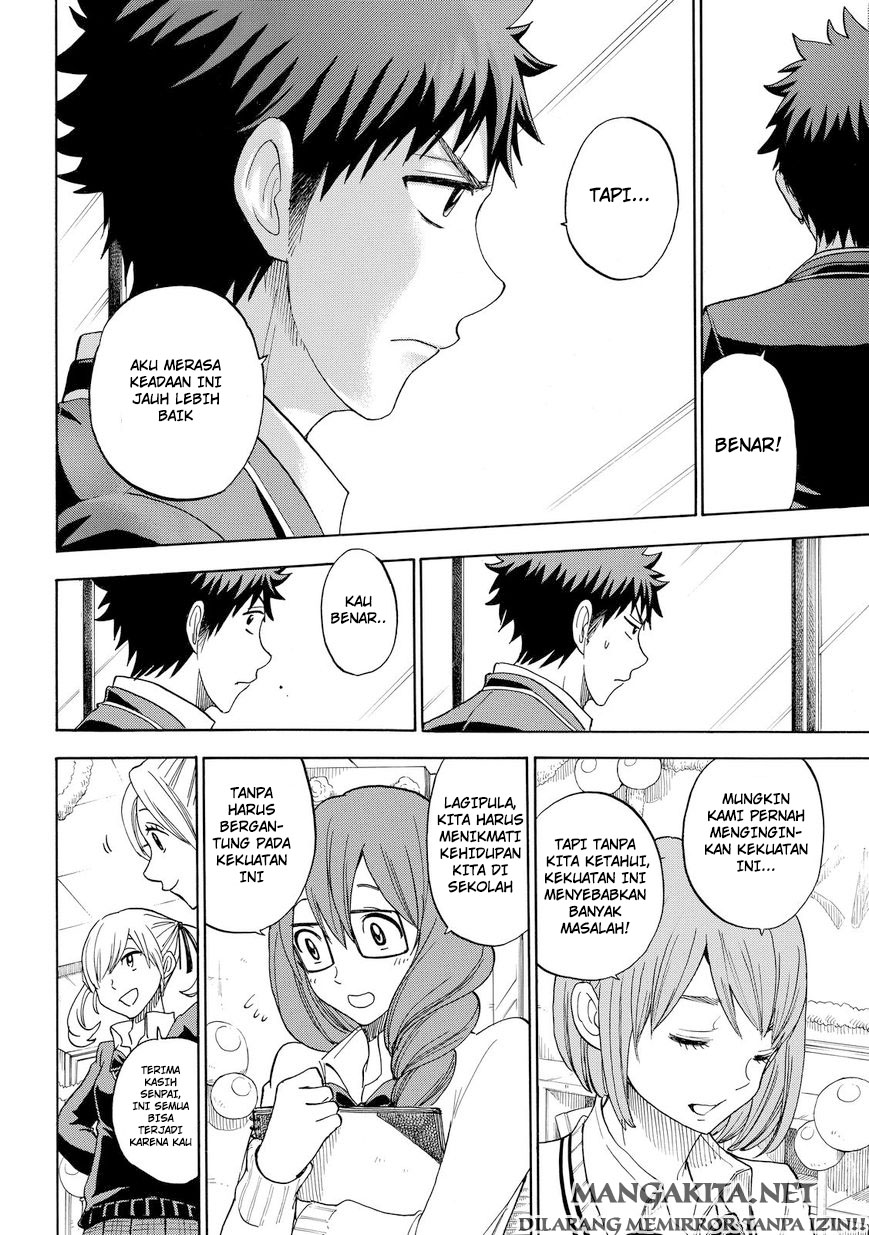 BENAR!
TAPI...
AKU MERASA
KEADAAN INI
JAUH LEBIH
BAIK
KAU
BENAR..
MUNGKIN
KAMI PERNAH
MENGINGIN-
KAN KEKUATAN
INI...
TAPI TANPA
KITA KETAHUI,
KEKUATAN INI
MENYEBABKAN
BANYAK
MASALAH!
LAGIPULA,
KITA HARUS
MENIKMATI
KEHIDUPAN
KITA DI
SEKOLAH
TANPA
HARUS
BERGAN-
TUNG PADA
KEKUATAN
INI
TERIMA
KASIH
SENPAI,
INI SEMUA
BISA
TERJADI
KARENA KAU
MANGAKITA.NET
DILARANG MEMIRROR TANPA IZIN!!